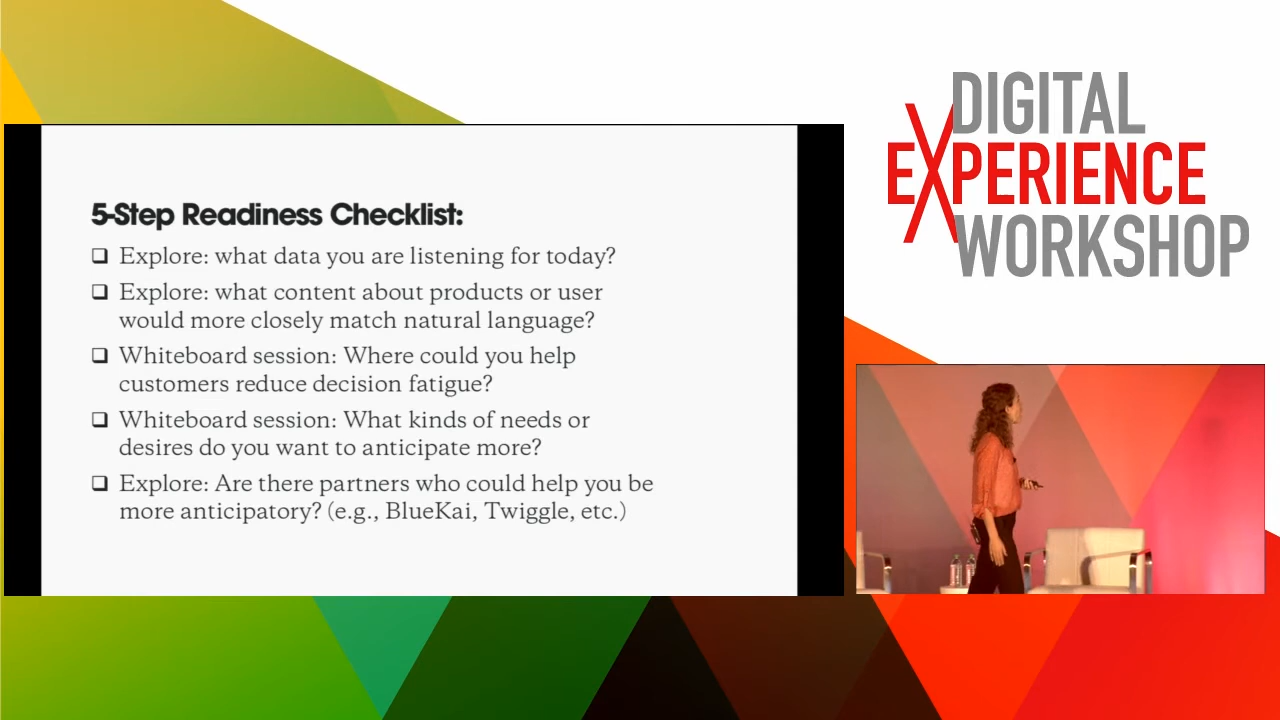 5-Step Readiness Checklist:
Explore: what data you are listening for today?
Explore: what content about products or user
would more closely match natural language?
Whiteboard session: Where could you help
customers reduce decision fatigue?
Whiteboard session: What kinds of needs or
desires do you want to anticipate more?
Explore: Are there partners who could help you be
more anticipatory? (e.g., BlueKai, Twiggle, etc.)
DIGITAL
EXPERIENCE
WORKSHOP